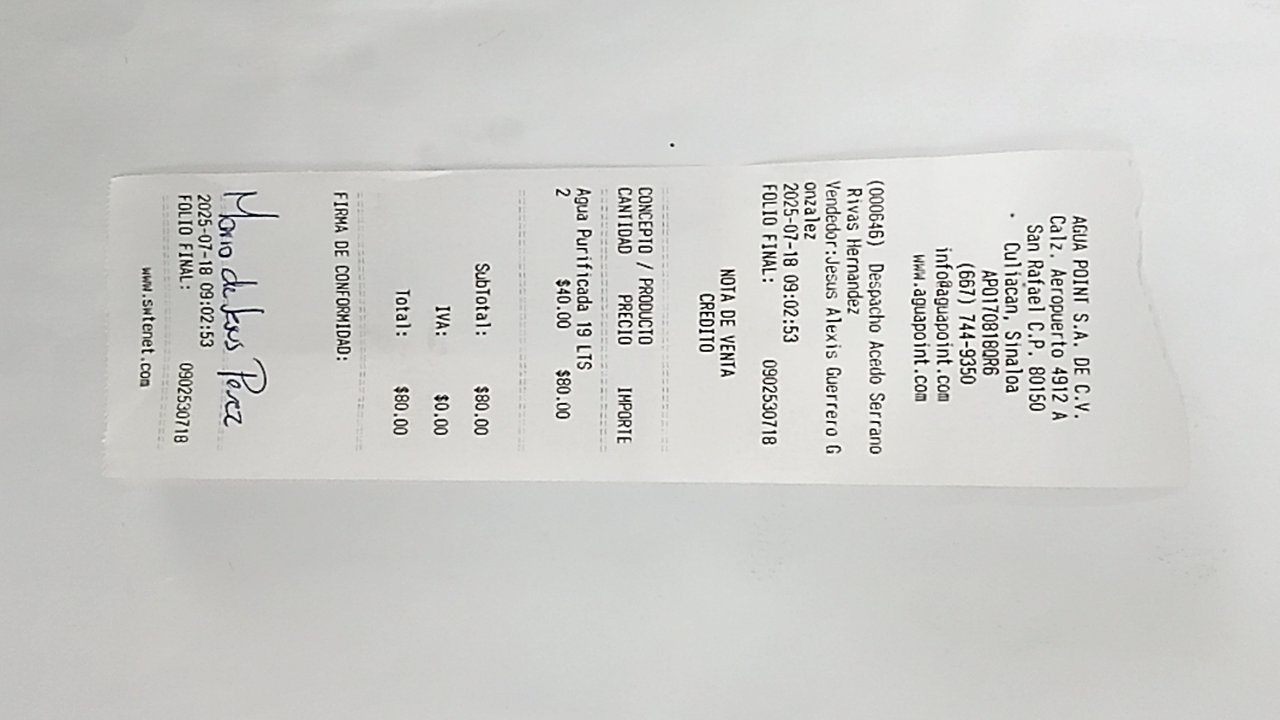 AGUA POINT S.A. DE C.V.
Calz. Aeropuerto 4912 A
San Rafael C.P. 80150
Culiacan, Sinaloa
AP0170818QR6
(667) 744-9350
info@aguapoint.com
www.aguapoint.com
(000646) Despacho Acedo Serrano
Rivas Hernandez
Vendedor:Jesus Alexis Guerrero G
onzalez
2025-07-18 09:02:53
FOLIO FINAL: 0902530718
NOTA DE VENTA
CREDITO
CONCEPTO / PRODUCTO
CANTIDAD PRECIO IMPORTE
Agua Purificada 19 LTS
2 $40.00 $80.00
SubTotal: $80.00
IVA: $0.00
Total: $80.00
FIRMA DE CONFORMIDAD:
Perez
2025-07-18 09:02:53
FOLIO FINAL: 0902530718
www.swtenet.com